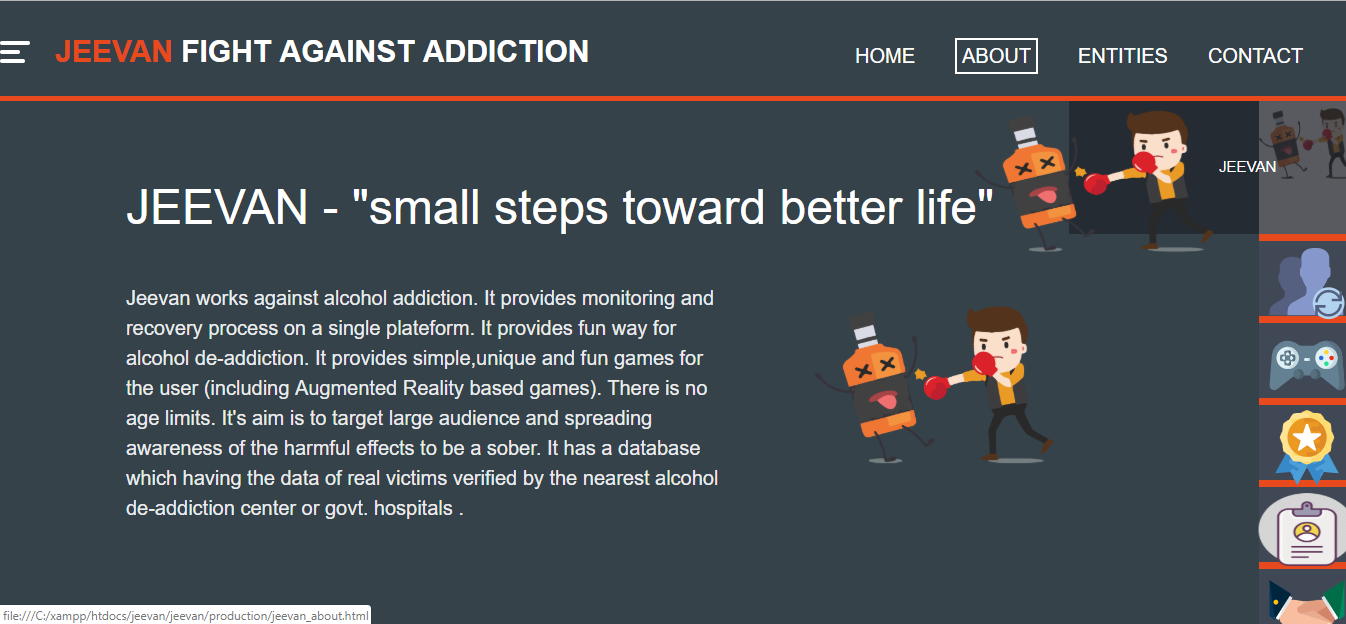 JEEVAN FIGHT AGAINST ADDICTION
HOME ABOUT ENTITIES CONTACT
JEEVAN
JEEVAN - "small steps toward better life"
Jeevan works against alcohol addiction. It provides monitoring and
recovery process on a single plateform. It provides fun way for
alcohol de-addiction. It provides simple,unique and fun games for
the user (including Augmented Reality based games). There is no
age limits. It's aim is to target large audience and spreading
awareness of the harmful effects to be a sober. It has a database
which having the data of real victims verified by the nearest alcohol
de-addiction center or govt. hospitals .
file:///C:/xampp/htdocs/jeevan/jeevan/production/jeevan_about.html